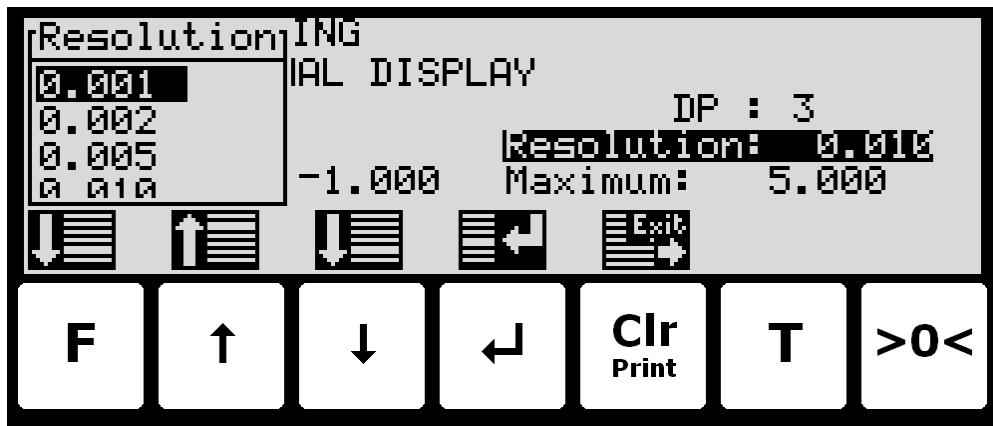 Resolution
ING
0.001
IAL DISPLAY
0.002
DP : 3
0.005
Resolution: 0.010
0.010
-1.000
Maximum: 5.000
Exit
F
↑
↓
↵
Clr
Print
T
>0<